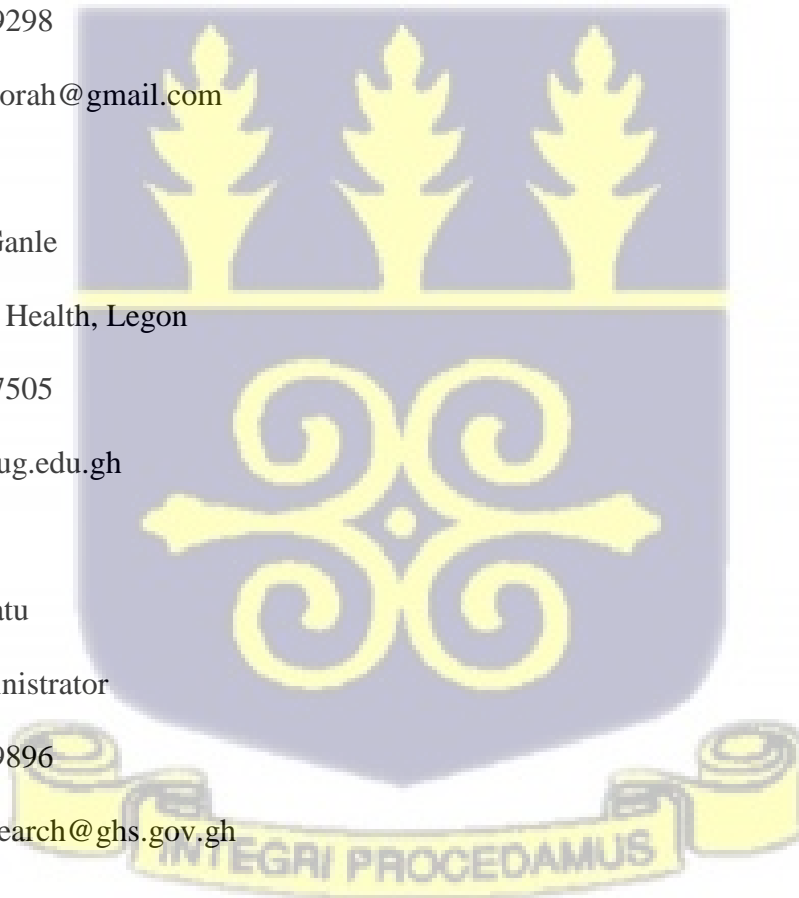 9298
orah@gmail.com
Ganle
Health, Legon
7505
ug.edu.gh
atu
nistrator
9896
earch@ghs.gov.gh
INTEGRI PROCEDAMUS